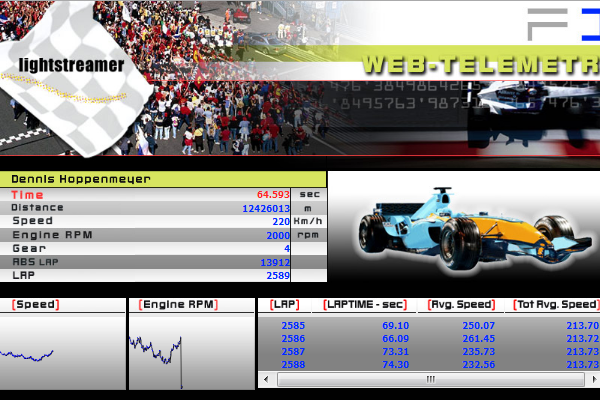 F1
lightstreamer
WEB-TELEMETR
Dennis Hoppenmeyer
Time 64.593 sec
Distance 12426013 m
Speed 220 Km/h
Engine RPM 2000 rpm
Gear 4
ABS LAP 13912
LAP 2589
[Speed] [Engine RPM] [LAP] [LAPTIME - sec] [Avg. Speed] [Tot Avg. Speed]
2585 69.10 250.07 213.70
2586 66.09 261.45 213.72
2587 73.31 235.73 213.73
2588 74.30 232.56 213.73